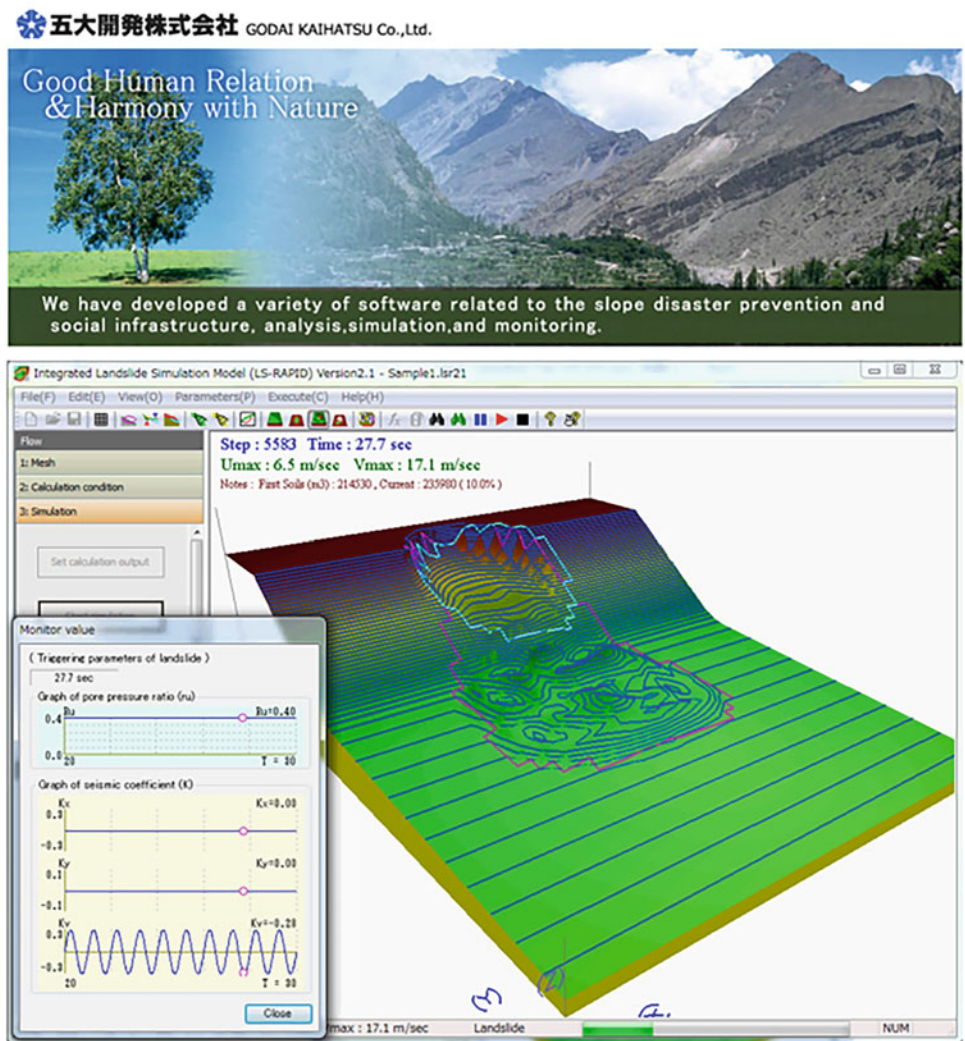 五大開発株式会社 GODAI KAIHATSU Co.,Ltd.
Good Human Relation
&Harmony with Nature
We have developed a variety of software related to the slope disaster prevention and
social infrastructure, analysis,simulation,and monitoring.
Integrated Landslide Simulation Model (LS-RAPID) Version2.1 - Sample1.lsr21
File(F) Edit(E) View(O) Parameters(P) Execute(C) Help(H)
Flow
1: Mesh
2: Calculation condition
3: Simulation
Set calculation output
Step : 5583 Time : 27.7 sec
Umax : 6.5 m/sec Vmax : 17.1 m/sec
Notes : First Soils (m3) : 214530 , Current : 235980 ( 10.0% )
Monitor value
( Triggering parameters of landslide )
27.7 sec
Graph of pore pressure ratio (ru)
0.4 Ru Ru=0.40
0.0
20 T = 30
Graph of seismic coefficient (K)
Kx Kx=0.00
0.3
-0.3
Ky Ky=0.00
0.1
-0.1
Kv Kv=-0.28
0.3
-0.3
20 T = 30
Close
(3) (2)
max : 17.1 m/sec Landslide NUM